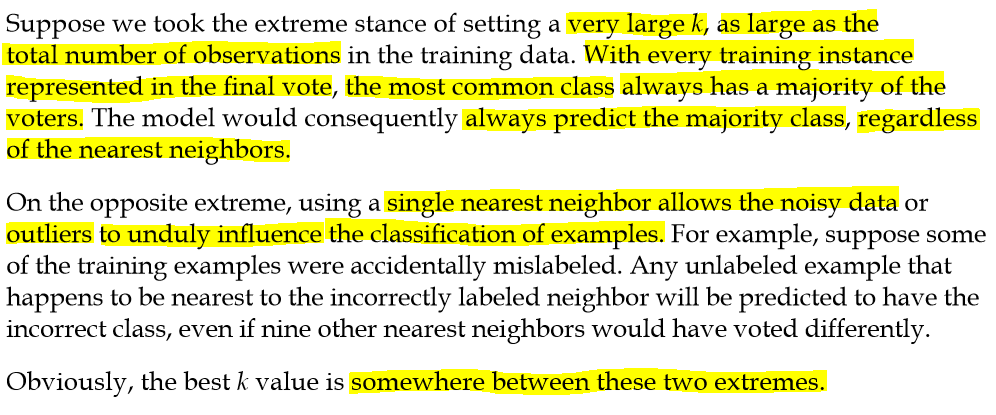 Suppose we took the extreme stance of setting a very large k, as large as the
total number of observations in the training data. With every training instance
represented in the final vote, the most common class always has a majority of the
voters. The model would consequently always predict the majority class, regardless
of the nearest neighbors.
On the opposite extreme, using a single nearest neighbor allows the noisy data or
outliers to unduly influence the classification of examples. For example, suppose some
of the training examples were accidentally mislabeled. Any unlabeled example that
happens to be nearest to the incorrectly labeled neighbor will be predicted to have the
incorrect class, even if nine other nearest neighbors would have voted differently.
Obviously, the best k value is somewhere between these two extremes.